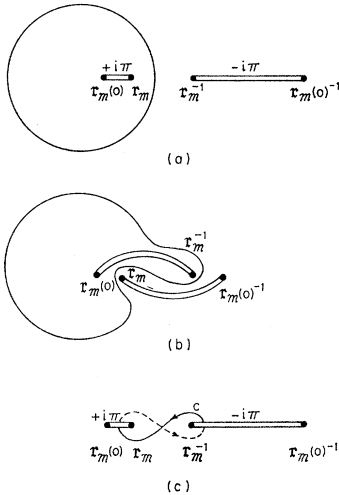 +iπ −iπ
𝔯ₘ(0) 𝔯ₘ 𝔯ₘ⁻¹ 𝔯ₘ(0)⁻¹
(a)
𝔯ₘ⁻¹
𝔯ₘ(0) 𝔯ₘ 𝔯ₘ(0)⁻¹
(b)
+iπ c −iπ
𝔯ₘ(0) 𝔯ₘ 𝔯ₘ⁻¹ 𝔯ₘ(0)⁻¹
(c)